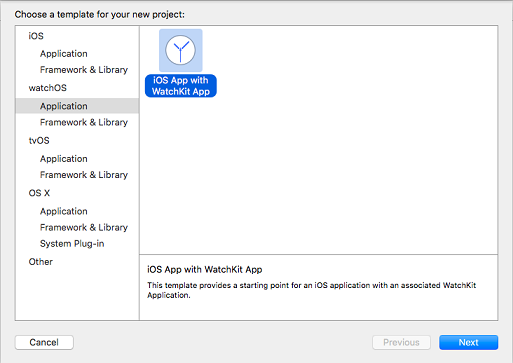 Choose a template for your new project:
iOS
Application
Framework & Library
watchOS
Application
Framework & Library
tvOS
Application
Framework & Library
OS X
Application
Framework & Library
System Plug-in
Other
iOS App with
WatchKit App
iOS App with WatchKit App
This template provides a starting point for an iOS application with an associated WatchKit
Application.
Cancel
Previous
Next